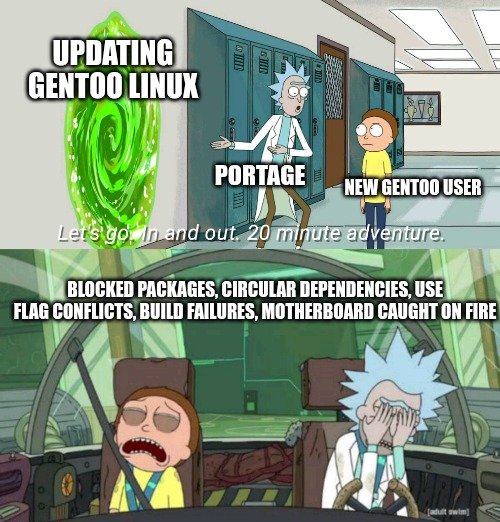 UPDATING
GENTOO LINUX
PORTAGE
NEW GENTOO USER
Let's go. In and out. 20 minute adventure.
BLOCKED PACKAGES, CIRCULAR DEPENDENCIES, USE
FLAG CONFLICTS, BUILD FAILURES, MOTHERBOARD CAUGHT ON FIRE
[adult swim]